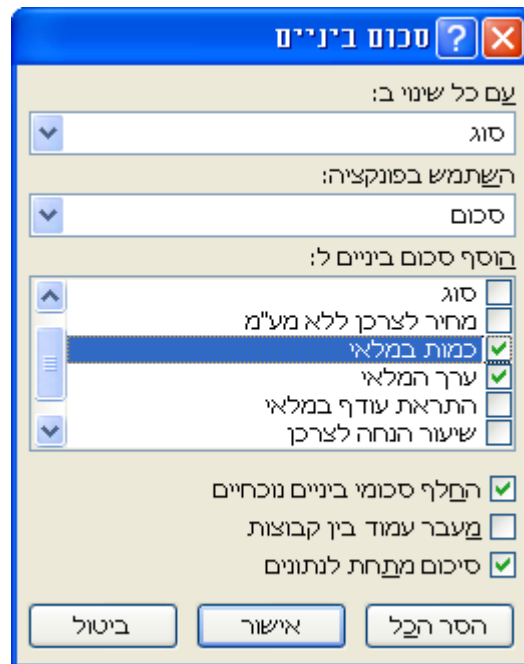 סכום ביניים
עם כל שינוי ב:
סוג
השתמש בפונקציה:
סכום
הוסף סכום ביניים ל:
סוג
מחיר לצרכן ללא מע"מ
כמות במלאי
ערך המלאי
התראת עודף במלאי
שיעור הנחה לצרכן
החלף סכומי ביניים נוכחיים
מעבר עמוד בין קבוצות
סיכום מתחת לנתונים
הסר הכל אישור ביטול